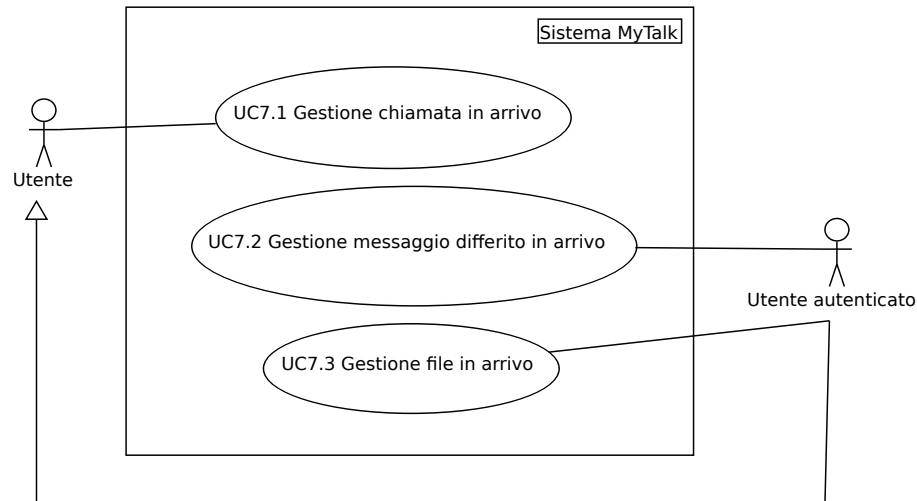 Sistema MyTalk
UC7.1 Gestione chiamata in arrivo
Utente
UC7.2 Gestione messaggio differito in arrivo
Utente autenticato
UC7.3 Gestione file in arrivo